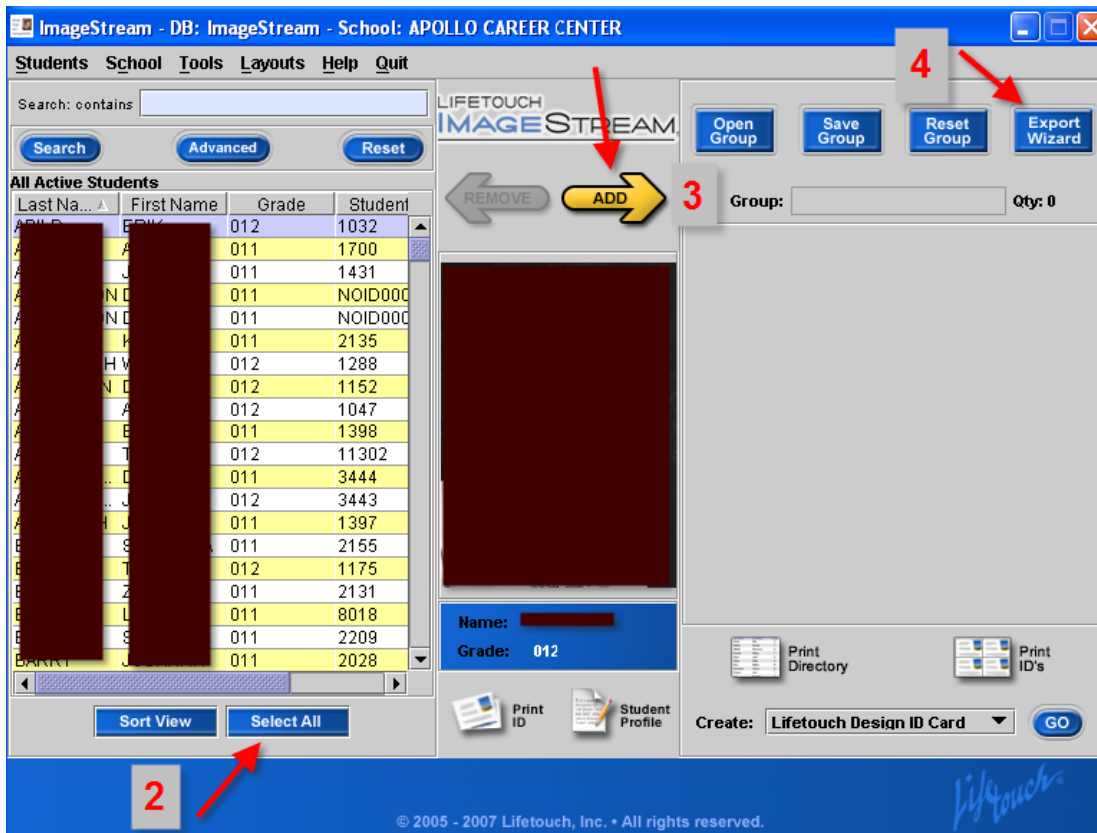 ImageStream - DB: ImageStream - School: APOLLO CAREER CENTER
Students School Tools Layouts Help Quit
4
Search: contains
Search Advanced Reset
LIFETOUCH
IMAGESTREAM
Open Group
Save Group
Reset Group
Export Wizard
REMOVE
ADD
3
Group:
Qty: 0
All Active Students
Last Na... First Name Grade Student
012 1032
011 1700
011 1431
011 NOID000
011 NOID000
011 2135
012 1288
012 1152
012 1047
011 1398
012 11302
011 3444
012 3443
011 1397
011 2155
012 1175
011 2131
011 8018
011 2209
BARRY 011 2028
Name:
Grade: 012
Print Directory
Print ID's
Sort View
Select All
Print ID
Student Profile
Create: Lifetouch Design ID Card GO
2
© 2005 - 2007 Lifetouch, Inc. • All rights reserved.
Lifetouch